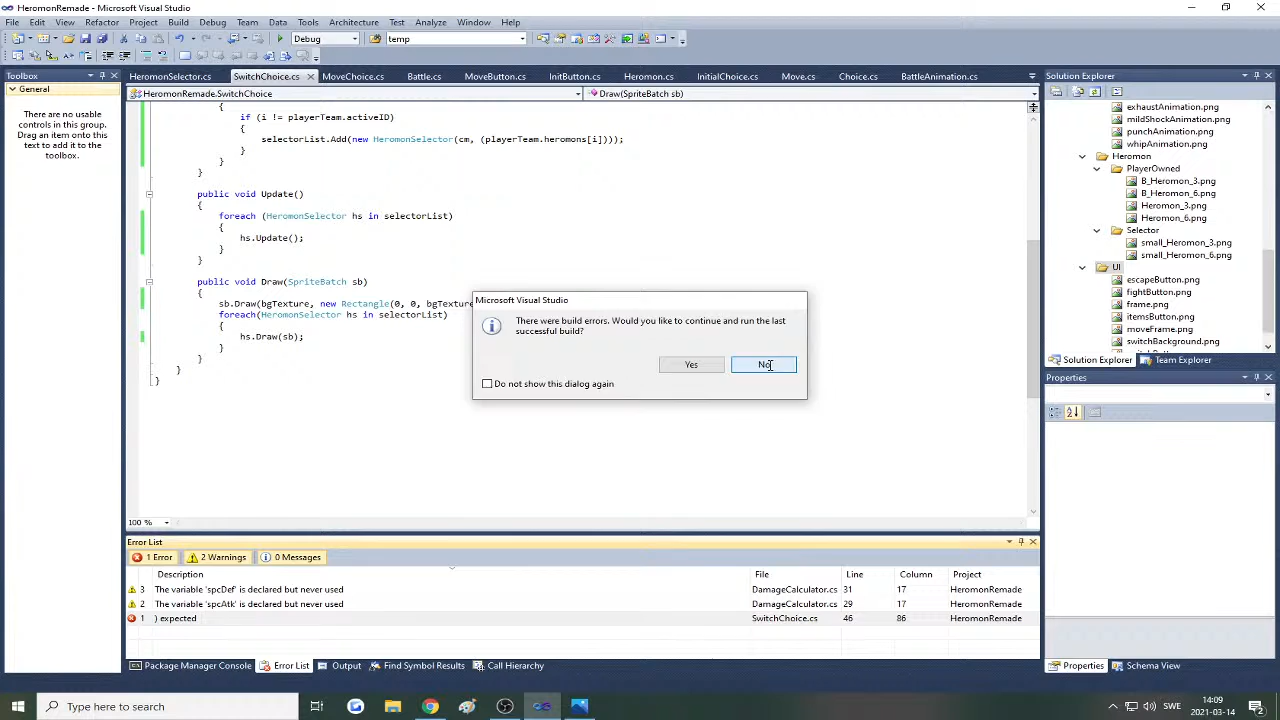 HeromonRemade - Microsoft Visual Studio
File Edit View Refactor Project Build Debug Team Data Tools Architecture Test Analyze Window Help
Debug temp
Toolbox
General
There are no usable
controls in this group.
Drag an item onto this
text to add it to the
toolbox.
HeromonSelector.cs SwitchChoice.cs MoveChoice.cs Battle.cs MoveButton.cs InitButton.cs Heromon.cs InitialChoice.cs Move.cs Choice.cs BattleAnimation.cs
HeromonRemade.SwitchChoice Draw(SpriteBatch sb)
{
if (i != playerTeam.activeID)
{
selectorList.Add(new HeromonSelector(cm, (playerTeam.heromons[i])));
}
}
}
public void Update()
{
foreach (HeromonSelector hs in selectorList)
{
hs.Update();
}
}
public void Draw(SpriteBatch sb)
{
sb.Draw(bgTexture, new Rectangle(0, 0, bgTexture
foreach(HeromonSelector hs in selectorList)
{
hs.Draw(sb);
}
}
}
}
100 %
Microsoft Visual Studio
There were build errors. Would you like to continue and run the last
successful build?
Yes No
Do not show this dialog again
Solution Explorer
exhaustAnimation.png
mildShockAnimation.png
punchAnimation.png
whipAnimation.png
Heromon
PlayerOwned
B_Heromon_3.png
B_Heromon_6.png
Heromon_3.png
Heromon_6.png
Selector
small_Heromon_3.png
small_Heromon_6.png
UI
escapeButton.png
fightButton.png
frame.png
itemsButton.png
moveFrame.png
switchBackground.png
Solution Explorer Team Explorer
Properties
Properties Schema View
Error List
1 Error 2 Warnings 0 Messages
Description File Line Column Project
3 The variable 'spcDef' is declared but never used DamageCalculator.cs 31 17 HeromonRemade
2 The variable 'spcAtk' is declared but never used DamageCalculator.cs 29 17 HeromonRemade
1 ) expected SwitchChoice.cs 46 86 HeromonRemade
Package Manager Console Error List Output Find Symbol Results Call Hierarchy
Type here to search
SWE
14:09
2021-03-14
2